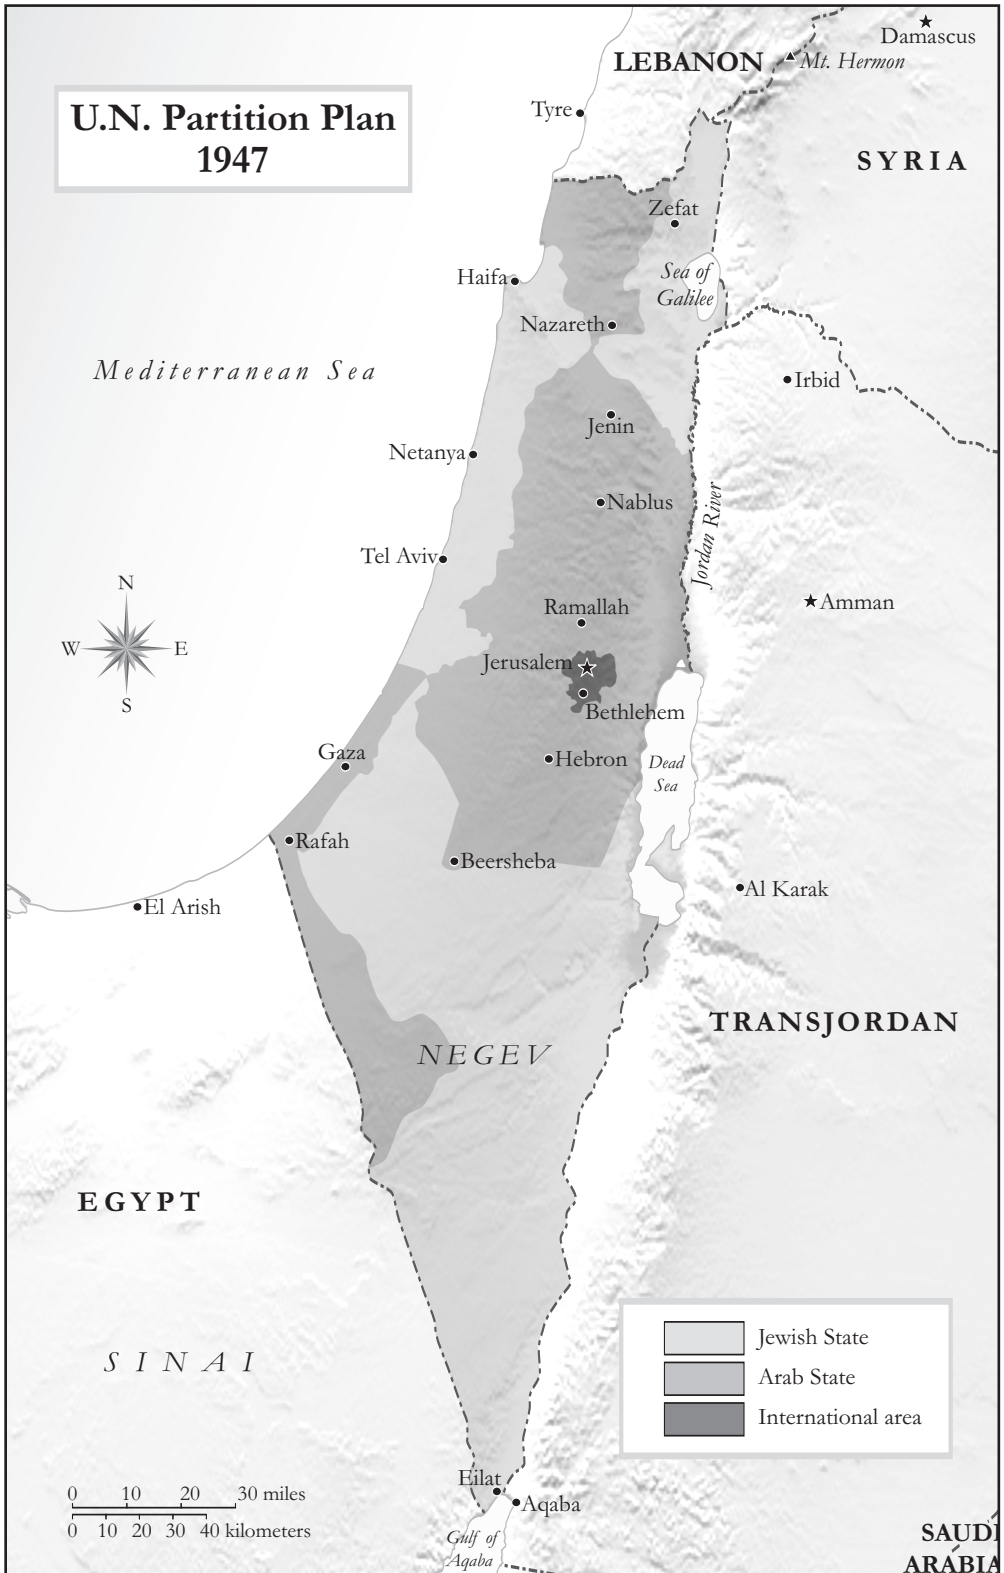 Damascus
LEBANON
Mt. Hermon
U.N. Partition Plan
1947
Tyre
SYRIA
Zefat
Haifa
Sea of
Galilee
Nazareth
Mediterranean Sea
Irbid
Jenin
Netanya
Nablus
Jordan River
Tel Aviv
N
W
E
S
Ramallah
Amman
Jerusalem
Bethlehem
Gaza
Hebron
Dead
Sea
Rafah
Beersheba
Al Karak
El Arish
TRANSJORDAN
NEGEV
EGYPT
SINAI
Jewish State
Arab State
International area
Eilat
Aqaba
0 10 20 30 miles
0 10 20 30 40 kilometers
Gulf of
Aqaba
SAUDI
ARABIA